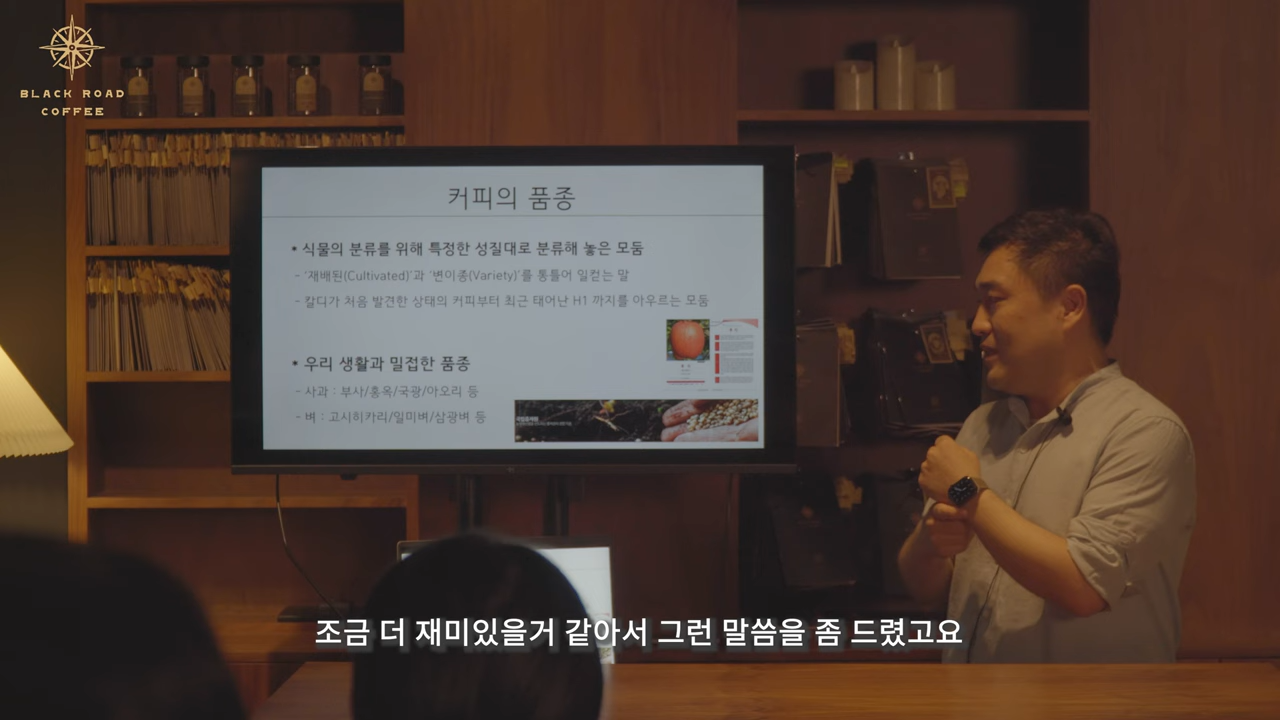 BLACK ROAD
COFFEE
커피의 품종
* 식물의 분류를 위해 특정한 성질대로 분류해 놓은 모둠
- '재배된(Cultivated)'과 '변이종(Variety)'를 통틀어 일컫는 말
- 칼디가 처음 발견한 상태의 커피부터 최근 태어난 H1 까지를 아우르는 모둠
* 우리 생활과 밀접한 품종
- 사과 : 부사/홍옥/국광/아오리 등
- 벼 : 고시히카리/일미벼/삼광벼 등
조금 더 재미있을거 같아서 그런 말씀을 좀 드렸고요